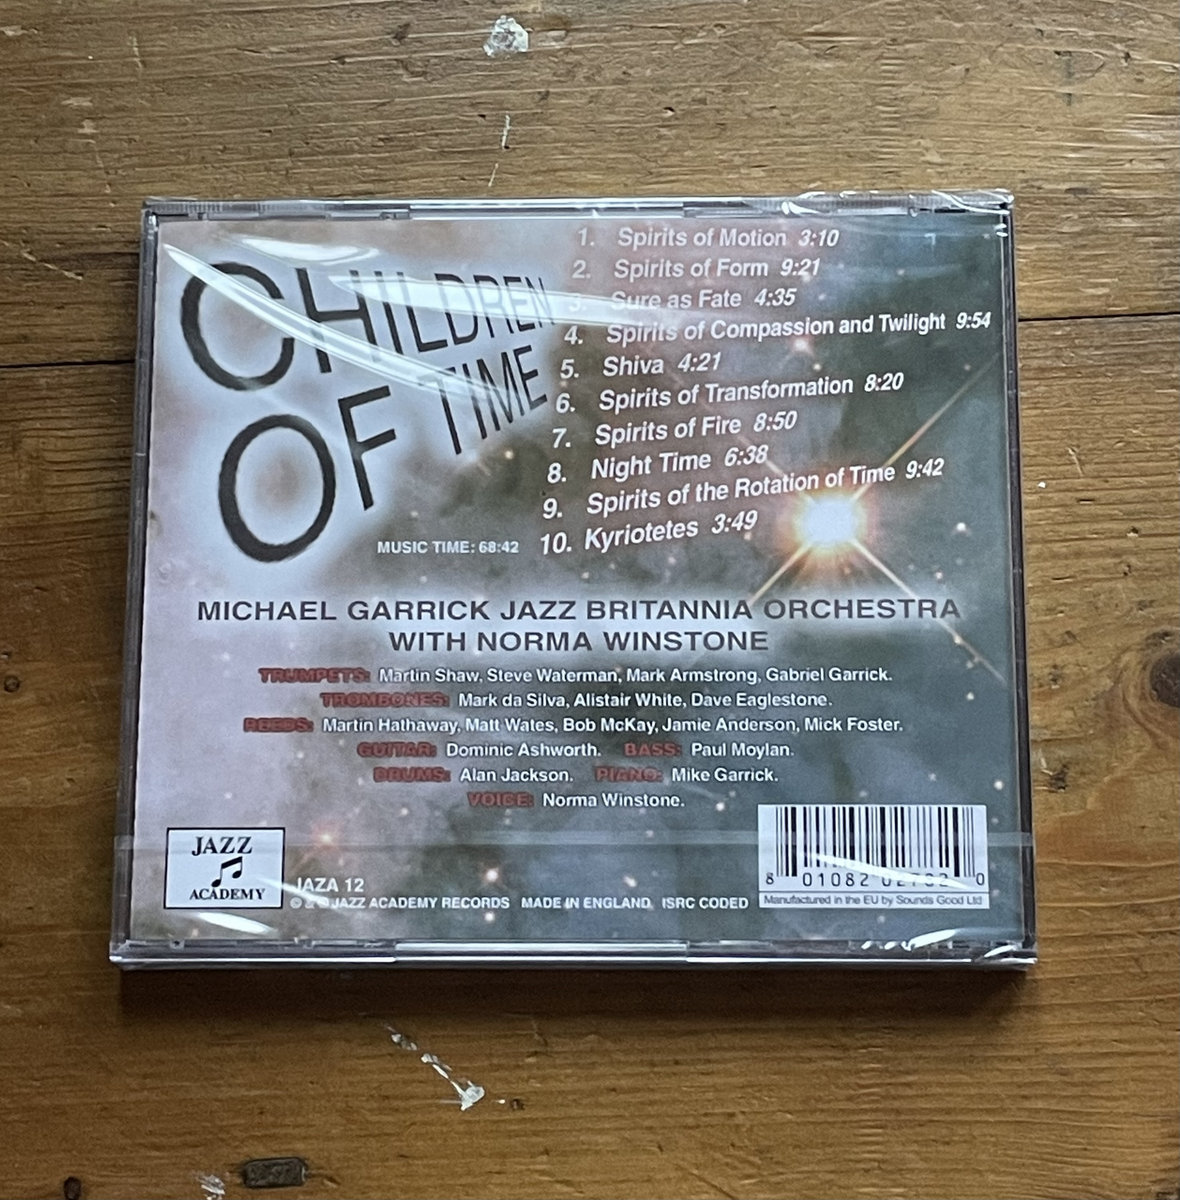 CHILDREN
OF TIME
1. Spirits of Motion 3:10
2. Spirits of Form 9:21
3. Sure as Fate 4:35
4. Spirits of Compassion and Twilight 9:54
5. Shiva 4:21
6. Spirits of Transformation 8:20
7. Spirits of Fire 8:50
8. Night Time 6:38
9. Spirits of the Rotation of Time 9:42
10. Kyriotetes 3:49
MUSIC TIME: 68:42
MICHAEL GARRICK JAZZ BRITANNIA ORCHESTRA
WITH NORMA WINSTONE
TRUMPETS: Martin Shaw, Steve Waterman, Mark Armstrong, Gabriel Garrick.
TROMBONES: Mark da Silva, Alistair White, Dave Eaglestone.
REEDS: Martin Hathaway, Matt Wates, Bob McKay, Jamie Anderson, Mick Foster.
GUITAR: Dominic Ashworth. BASS: Paul Moylan.
DRUMS: Alan Jackson. PIANO: Mike Garrick.
VOICE: Norma Winstone.
JAZZ
ACADEMY
JAZA 12
℗ & © JAZZ ACADEMY RECORDS MADE IN ENGLAND ISRC CODED
8 01082 02702 0
Manufactured in the EU by Sounds Good Ltd